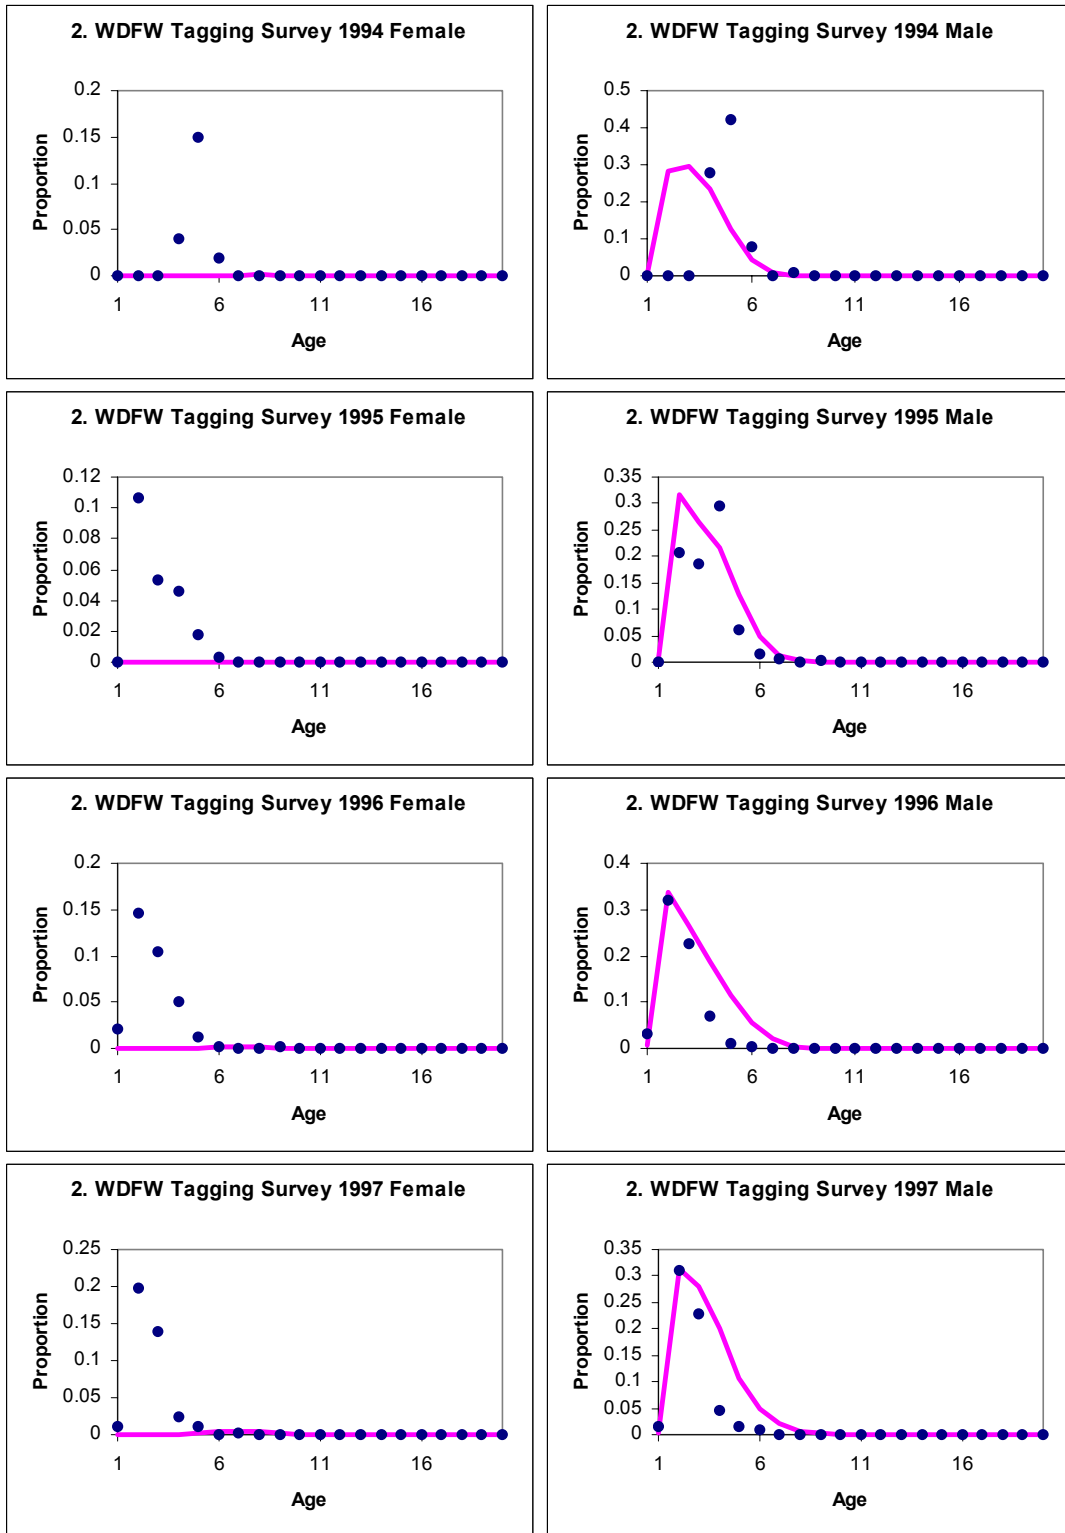 2. WDFW Tagging Survey 1994 Female
0.2
0.15
0.1
0.05
0
Proportion
1 6 11 16
Age
2. WDFW Tagging Survey 1994 Male
0.5
0.4
0.3
0.2
0.1
0
Proportion
1 6 11 16
Age
2. WDFW Tagging Survey 1995 Female
0.12
0.1
0.08
0.06
0.04
0.02
0
Proportion
1 6 11 16
Age
2. WDFW Tagging Survey 1995 Male
0.35
0.3
0.25
0.2
0.15
0.1
0.05
0
Proportion
1 6 11 16
Age
2. WDFW Tagging Survey 1996 Female
0.2
0.15
0.1
0.05
0
Proportion
1 6 11 16
Age
2. WDFW Tagging Survey 1996 Male
0.4
0.3
0.2
0.1
0
Proportion
1 6 11 16
Age
2. WDFW Tagging Survey 1997 Female
0.25
0.2
0.15
0.1
0.05
0
Proportion
1 6 11 16
Age
2. WDFW Tagging Survey 1997 Male
0.35
0.3
0.25
0.2
0.15
0.1
0.05
0
Proportion
1 6 11 16
Age